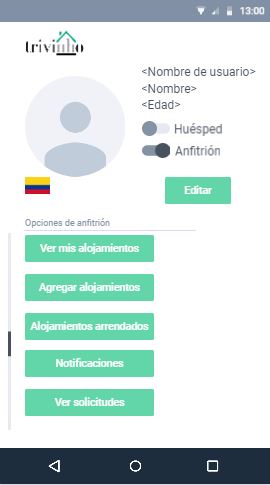 13:00
trivinho
<Nombre de usuario>
<Nombre>
<Edad>
Huésped
Anfitrión
Editar
Opciones de anfitrión
Ver mis alojamientos
Agregar alojamientos
Alojamientos arrendados
Notificaciones
Ver solicitudes